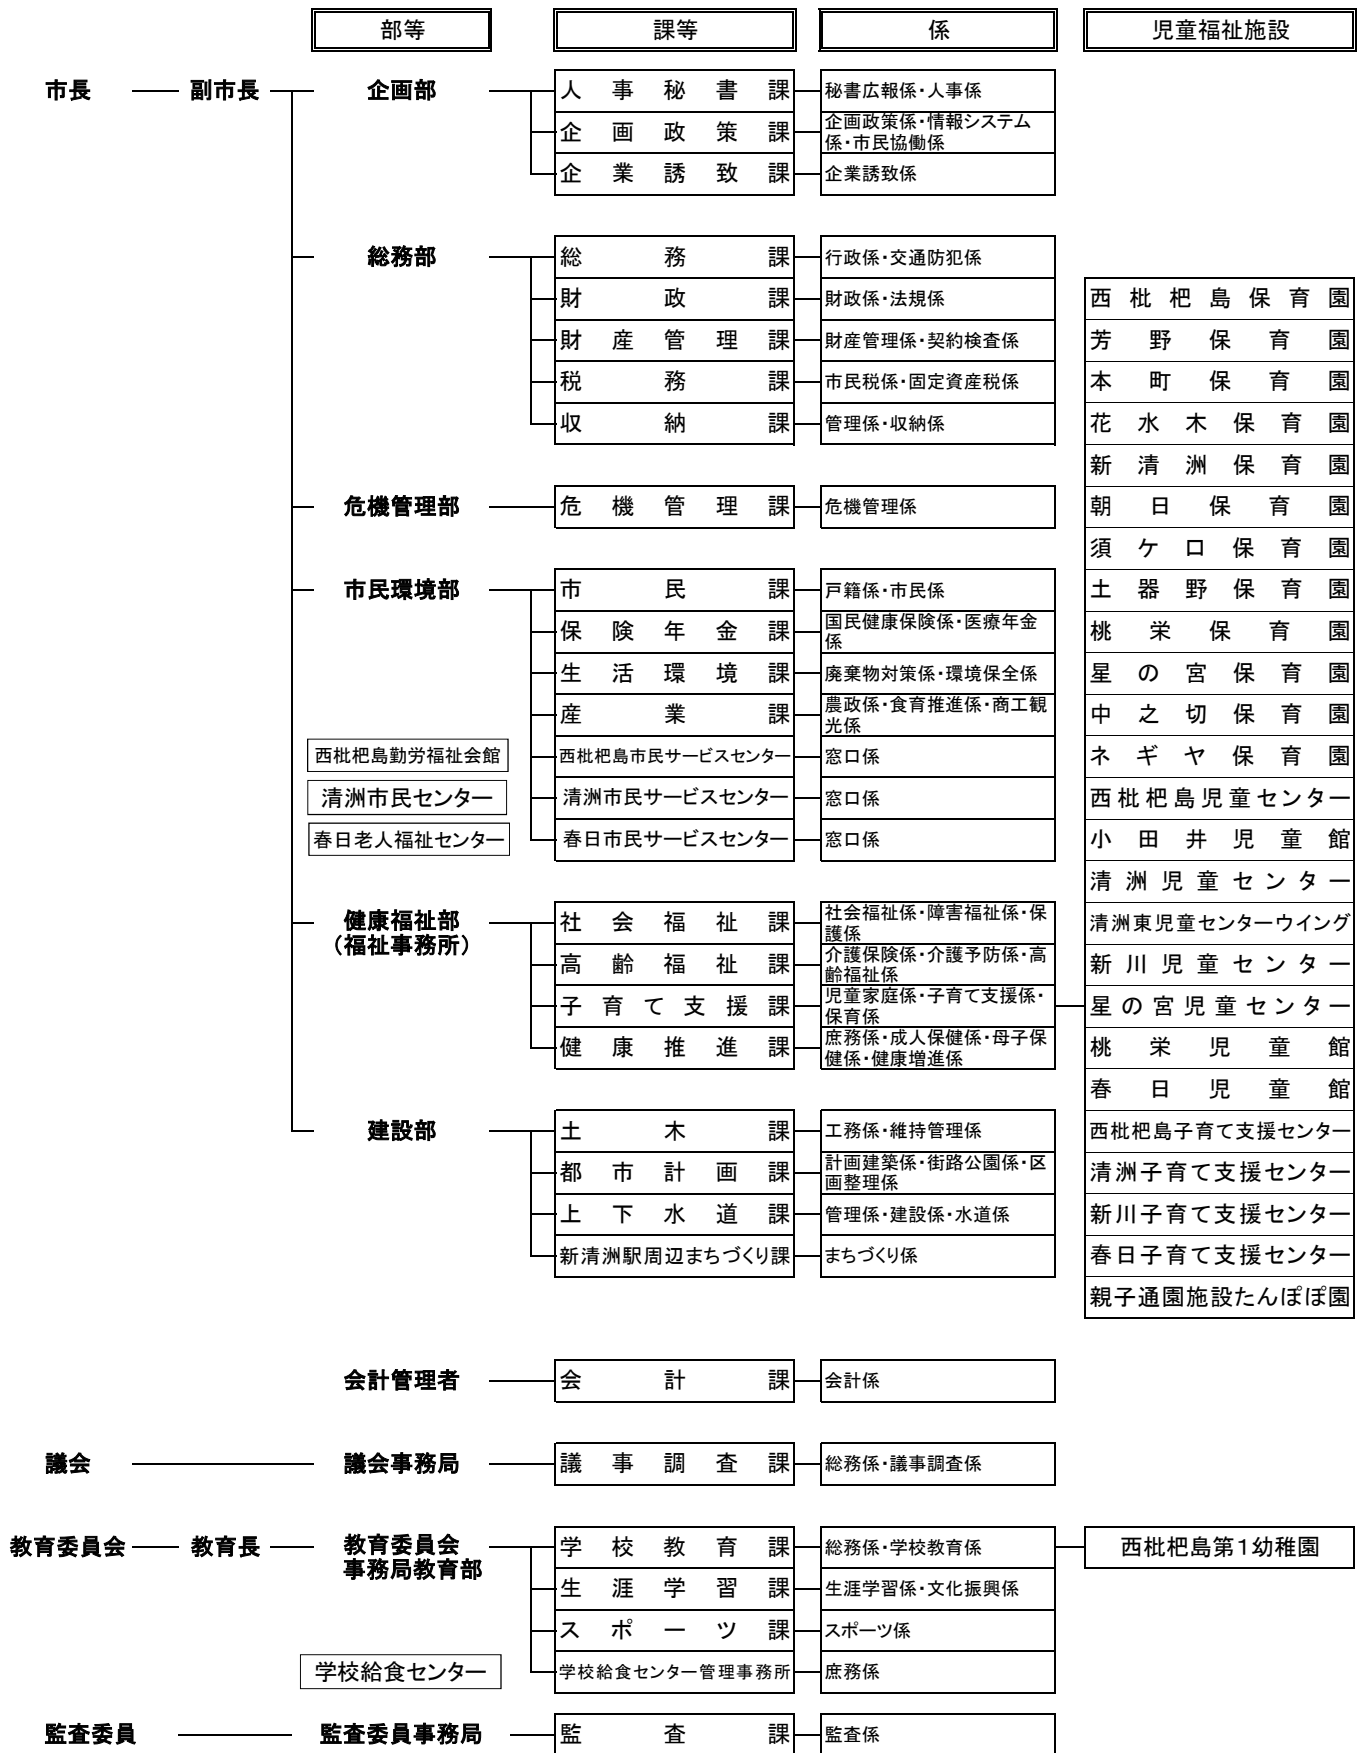 部等 課等 係 児童福祉施設
市長 副市長 企画部 人事秘書課 秘書広報係・人事係
企画政策課 企画政策係・情報システム
係・市民協働係
企業誘致課 企業誘致係
総務部 総務課 行政係・交通防犯係
財政課 財政係・法規係
財産管理課 財産管理係・契約検査係
税務課 市民税係・固定資産税係
収納課 管理係・収納係
危機管理部 危機管理課 危機管理係
市民環境部 市民課 戸籍係・市民係
保険年金課 国民健康保険係・医療年金
係
生活環境課 廃棄物対策係・環境保全係
産業課 農政係・食育推進係・商工観
光係
西枇杷島勤労福祉会館 西枇杷島市民サービスセンター 窓口係
清洲市民センター 清洲市民サービスセンター 窓口係
春日老人福祉センター 春日市民サービスセンター 窓口係
健康福祉部
(福祉事務所)
社会福祉課 社会福祉係・障害福祉係・保
護係
高齢福祉課 介護保険係・介護予防係・高
齢福祉係
子育て支援課 児童家庭係・子育て支援係・
保育係
健康推進課 庶務係・成人保健係・母子保
健係・健康増進係
建設部 土木課 工務係・維持管理係
都市計画課 計画建築係・街路公園係・区
画整理係
上下水道課 管理係・建設係・水道係
新清洲駅周辺まちづくり課 まちづくり係
西枇杷島保育園
芳野保育園
本町保育園
花水木保育園
新清洲保育園
朝日保育園
須ケ口保育園
土器野保育園
桃栄保育園
星の宮保育園
中之切保育園
ネギヤ保育園
西枇杷島児童センター
小田井児童館
清洲児童センター
清洲東児童センターウイング
新川児童センター
星の宮児童センター
桃栄児童館
春日児童館
西枇杷島子育て支援センター
清洲子育て支援センター
新川子育て支援センター
春日子育て支援センター
親子通園施設たんぽぽ園
会計管理者 会計課 会計係
議会 議会事務局 議事調査課 総務係・議事調査係
教育委員会 教育長 教育委員会
事務局教育部
学校教育課 総務係・学校教育係 西枇杷島第1幼稚園
生涯学習課 生涯学習係・文化振興係
スポーツ課 スポーツ係
学校給食センター 学校給食センター管理事務所 庶務係
監査委員 監査委員事務局 監査課 監査係